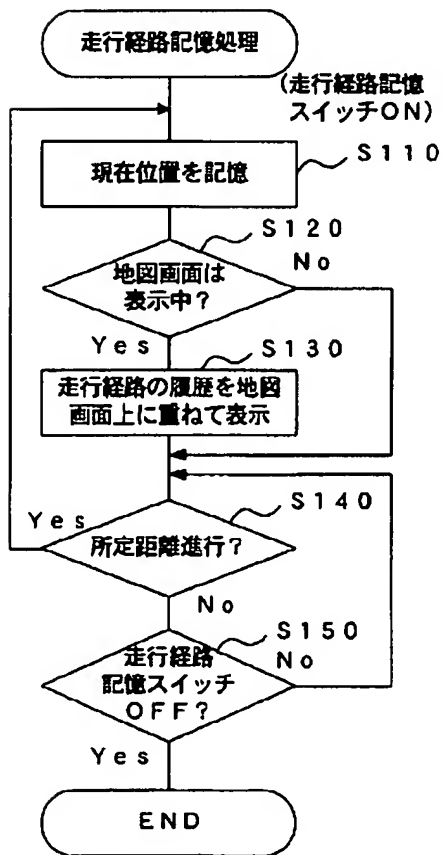 走行経路記憶処理
(走行経路記憶
スイッチON)
S110
現在位置を記憶
S120
地図画面は
表示中?
No
Yes
S130
走行経路の履歴を地図
画面上に重ねて表示
S140
Yes
所定距離進行?
No
S150
走行経路
記憶スイッチ
OFF?
No
Yes
END